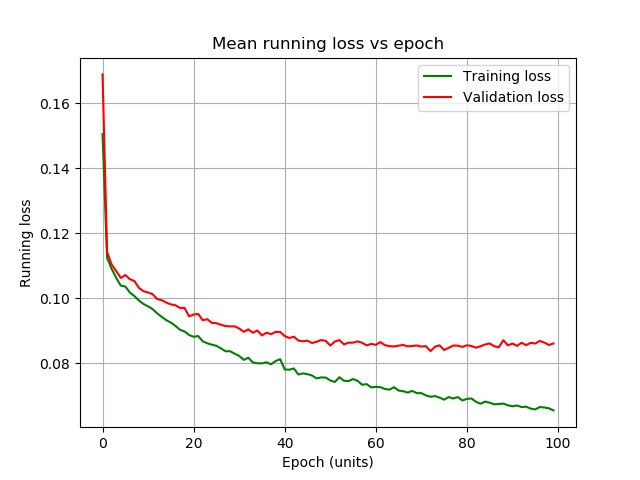 Mean running loss vs epoch
Training loss
Validation loss
0.16
0.14
0.12
0.10
0.08
Running loss
0
20
40
60
80
100
Epoch (units)